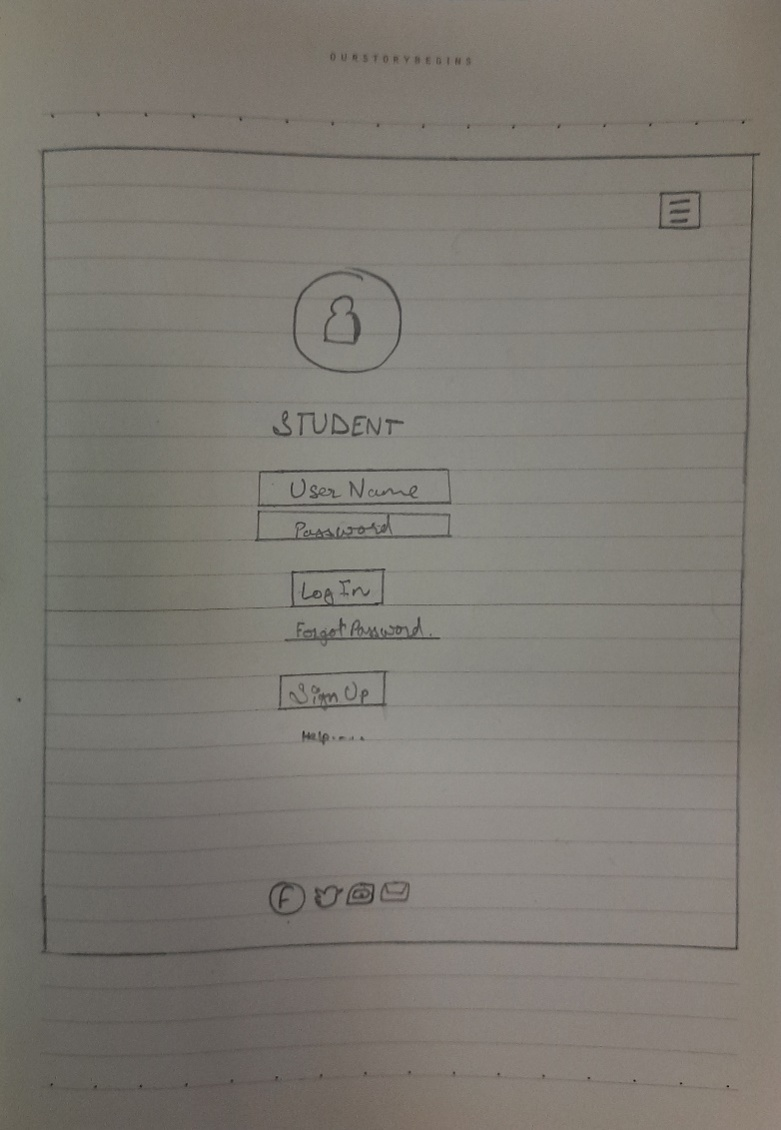 OURSTORYBEGINS
STUDENT
User Name
Password
Log In
Forgot Password.
Sign Up
Help.....
F